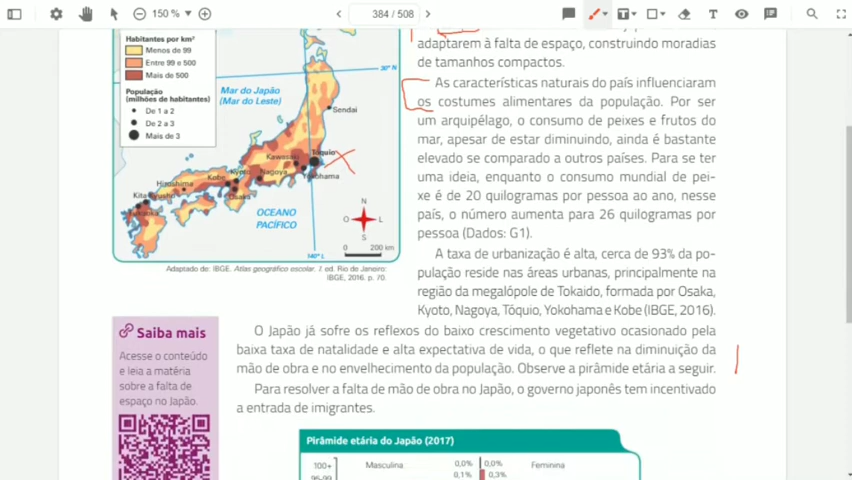 150 %
384 / 508
Habitantes por km²
Menos de 99
Entre 99 e 500
Mais de 500
População
(milhões de habitantes)
De 1 a 2
De 2 a 3
Mais de 3
Mar do Japão
(Mar do Leste)
30° N
Sendai
Tóquio
Kawasaki
Yokohama
Nagoya
Kyoto
Kobe
Osaka
Hiroshima
Kitakyushu
Fukuoka
OCEANO
PACÍFICO
N
O
L
S
0 200 km
140° L
Adaptado de: IBGE. Atlas geográfico escolar. 7. ed. Rio de Janeiro:
IBGE, 2016. p. 70.
adaptarem à falta de espaço, construindo moradias
de tamanhos compactos.
As características naturais do país influenciaram
os costumes alimentares da população. Por ser
um arquipélago, o consumo de peixes e frutos do
mar, apesar de estar diminuindo, ainda é bastante
elevado se comparado a outros países. Para se ter
uma ideia, enquanto o consumo mundial de pei-
xe é de 20 quilogramas por pessoa ao ano, nesse
país, o número aumenta para 26 quilogramas por
pessoa (Dados: G1).
A taxa de urbanização é alta, cerca de 93% da po-
pulação reside nas áreas urbanas, principalmente na
região da megalópole de Tokaido, formada por Osaka,
Kyoto, Nagoya, Tóquio, Yokohama e Kobe (IBGE, 2016).
O Japão já sofre os reflexos do baixo crescimento vegetativo ocasionado pela
baixa taxa de natalidade e alta expectativa de vida, o que reflete na diminuição da
mão de obra e no envelhecimento da população. Observe a pirâmide etária a seguir.
Para resolver a falta de mão de obra no Japão, o governo japonês tem incentivado
a entrada de imigrantes.
Saiba mais
Acesse o conteúdo
e leia a matéria
sobre a falta de
espaço no Japão.
Pirâmide etária do Japão (2017)
100+ Masculina 0,0% 0,0% Feminina
96-99 0,1% 0,3%